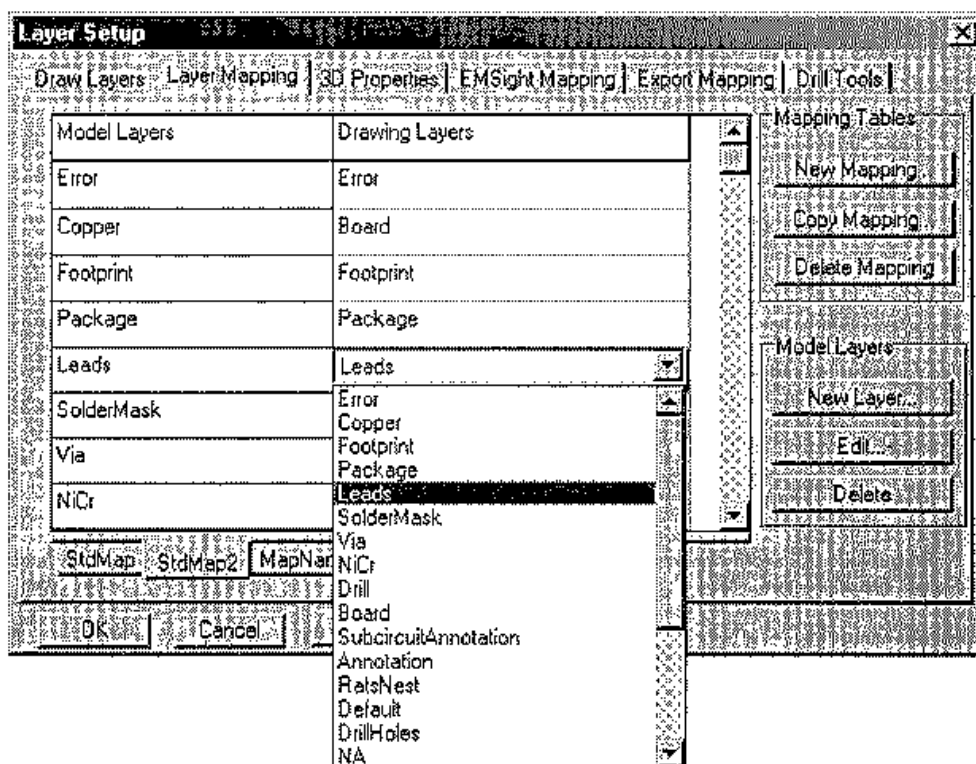 Layer Setup
Draw Layers Layer Mapping 3D Properties EMSight Mapping Export Mapping Drill Tools
Model Layers Drawing Layers
Error Error
Copper Board
Footprint Footprint
Package Package
Leads Leads
SolderMask
Via
NiCr
Error
Copper
Footprint
Package
Leads
SolderMask
Via
NiCr
Drill
Board
SubcircuitAnnotation
Annotation
RatsNest
Default
DrillHoles
NA
Mapping Tables
New Mapping...
Copy Mapping...
Delete Mapping
Model Layers
New Layer...
Edit...
Delete
StdMap StdMap2
OK Cancel